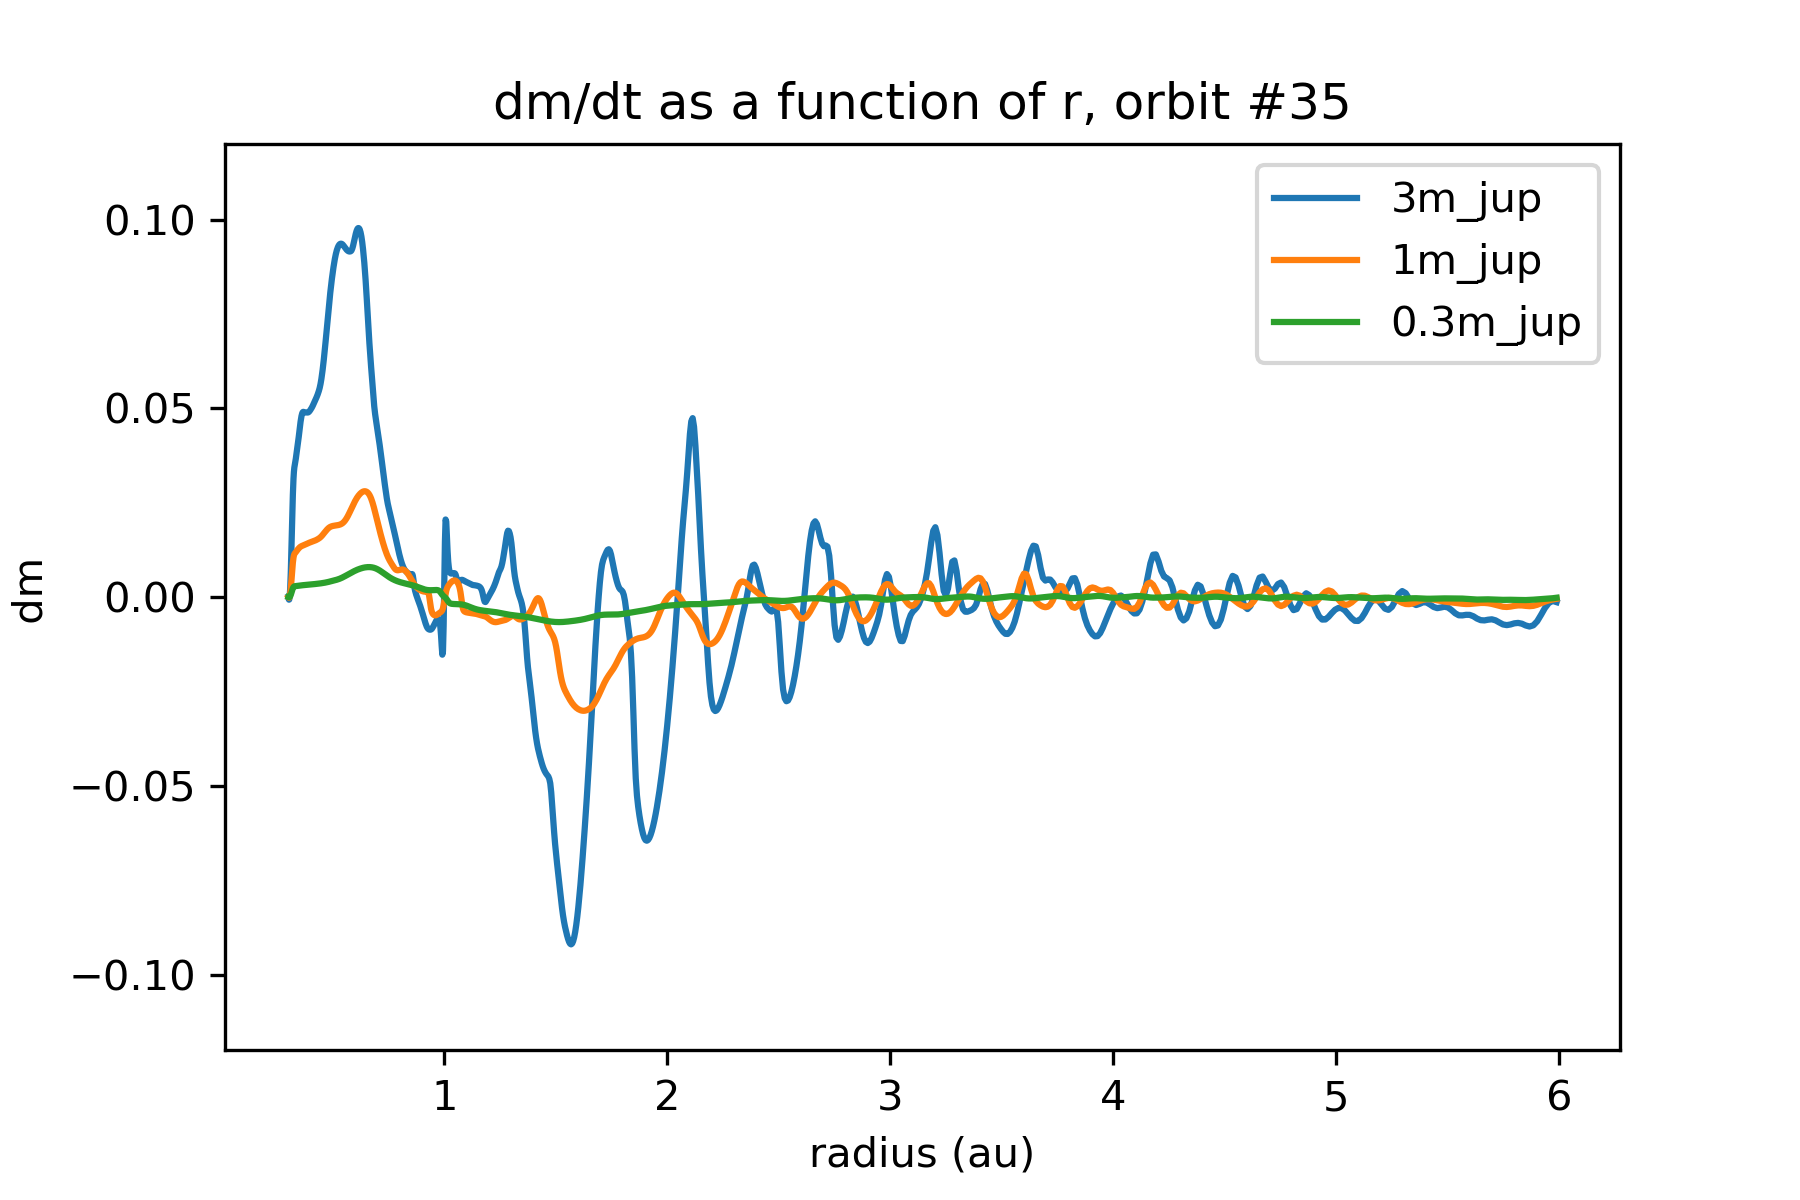 dm/dt as a function of r, orbit #35
3m_jup
1m_jup
0.3m_jup
0.10
0.05
0.00
−0.05
−0.10
dm
1 2 3 4 5 6
radius (au)